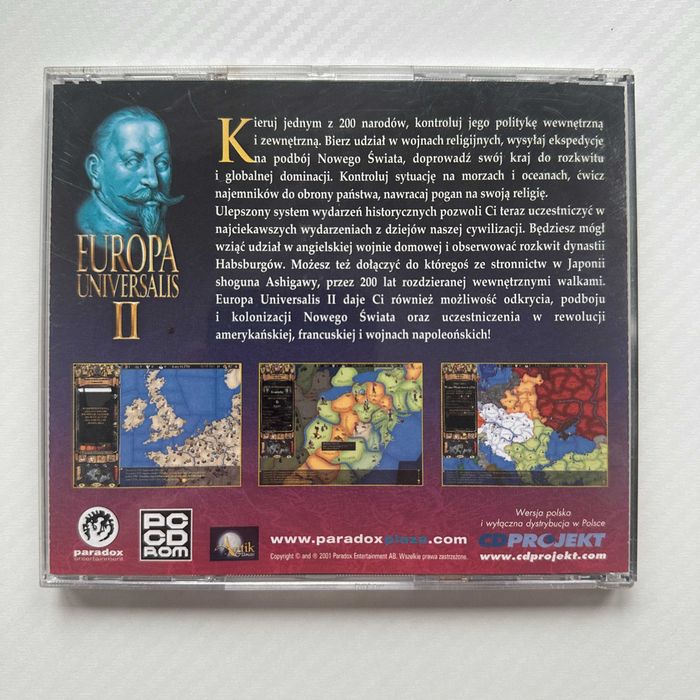 Kieruj jednym z 200 narodów, kontroluj jego politykę wewnętrzną
i zewnętrzną. Bierz udział w wojnach religijnych, wysyłaj ekspedycje
na podbój Nowego Świata, doprowadź swój kraj do rozkwitu
i globalnej dominacji. Kontroluj sytuację na morzach i oceanach, ćwicz
najemników do obrony państwa, nawracaj pogan na swoją religię.
Ulepszony system wydarzeń historycznych pozwoli Ci teraz uczestniczyć w
najciekawszych wydarzeniach z dziejów naszej cywilizacji. Będziesz mógł
wziąć udział w angielskiej wojnie domowej i obserwować rozkwit dynastii
Habsburgów. Możesz też dołączyć do któregoś ze stronnictw w Japonii
shoguna Ashigawy, przez 200 lat rozdzieranej wewnętrznymi walkami.
Europa Universalis II daje Ci również możliwość odkrycia, podboju
i kolonizacji Nowego Świata oraz uczestniczenia w rewolucji
amerykańskiej, francuskiej i wojnach napoleońskich!
EUROPA
UNIVERSALIS
II
paradox
entertainment
PC
CD
ROM
www.paradoxplaza.com
Copyright © and ® 2001 Paradox Entertainment AB. Wszelkie prawa zastrzeżone.
Wersja polska
i wyłączna dystrybucja w Polsce
CD PROJEKT
www.cdprojekt.com